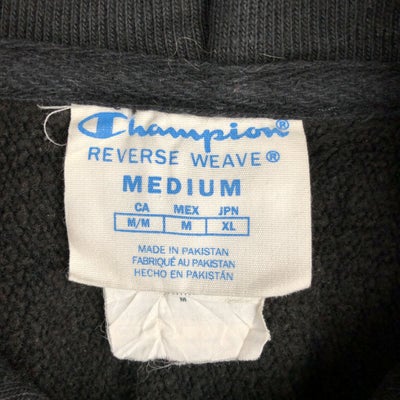 Champion®
REVERSE WEAVE®
MEDIUM
CA MEX JPN
M/M M XL
MADE IN PAKISTAN
FABRIQUÉ AU PAKISTAN
HECHO EN PAKISTÁN
M